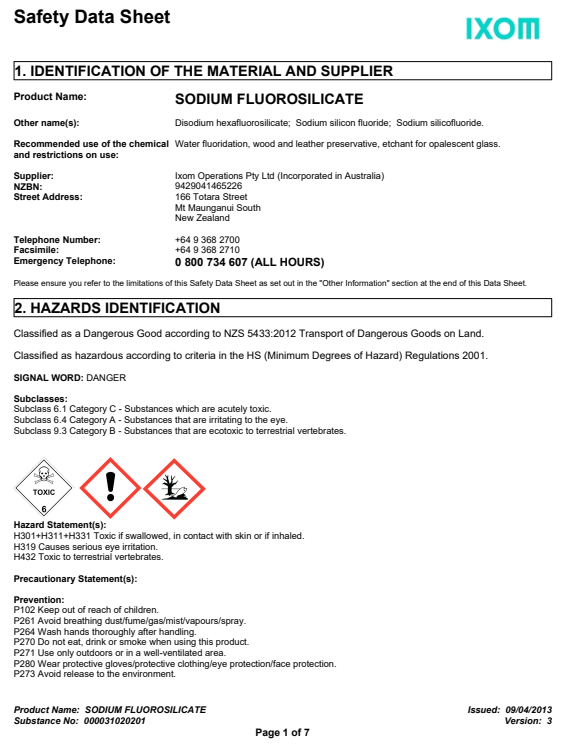 Safety Data Sheet
IXOM
1. IDENTIFICATION OF THE MATERIAL AND SUPPLIER
Product Name: SODIUM FLUOROSILICATE
Other name(s): Disodium hexafluorosilicate; Sodium silicon fluoride; Sodium silicofluoride.
Recommended use of the chemical Water fluoridation, wood and leather preservative, etchant for opalescent glass.
and restrictions on use:
Supplier: Ixom Operations Pty Ltd (Incorporated in Australia)
NZBN: 9429041465226
Street Address: 166 Totara Street
Mt Maunganui South
New Zealand
Telephone Number: +64 9 368 2700
Facsimile: +64 9 368 2710
Emergency Telephone: 0 800 734 607 (ALL HOURS)
Please ensure you refer to the limitations of this Safety Data Sheet as set out in the "Other Information" section at the end of this Data Sheet.
2. HAZARDS IDENTIFICATION
Classified as a Dangerous Good according to NZS 5433:2012 Transport of Dangerous Goods on Land.
Classified as hazardous according to criteria in the HS (Minimum Degrees of Hazard) Regulations 2001.
SIGNAL WORD: DANGER
Subclasses:
Subclass 6.1 Category C - Substances which are acutely toxic.
Subclass 6.4 Category A - Substances that are irritating to the eye.
Subclass 9.3 Category B - Substances that are ecotoxic to terrestrial vertebrates.
TOXIC
6
Hazard Statement(s):
H301+H311+H331 Toxic if swallowed, in contact with skin or if inhaled.
H319 Causes serious eye irritation.
H432 Toxic to terrestrial vertebrates.
Precautionary Statement(s):
Prevention:
P102 Keep out of reach of children.
P261 Avoid breathing dust/fume/gas/mist/vapours/spray.
P264 Wash hands thoroughly after handling.
P270 Do not eat, drink or smoke when using this product.
P271 Use only outdoors or in a well-ventilated area.
P280 Wear protective gloves/protective clothing/eye protection/face protection.
P273 Avoid release to the environment.
Product Name: SODIUM FLUOROSILICATE Issued: 09/04/2013
Substance No: 000031020201 Version: 3
Page 1 of 7